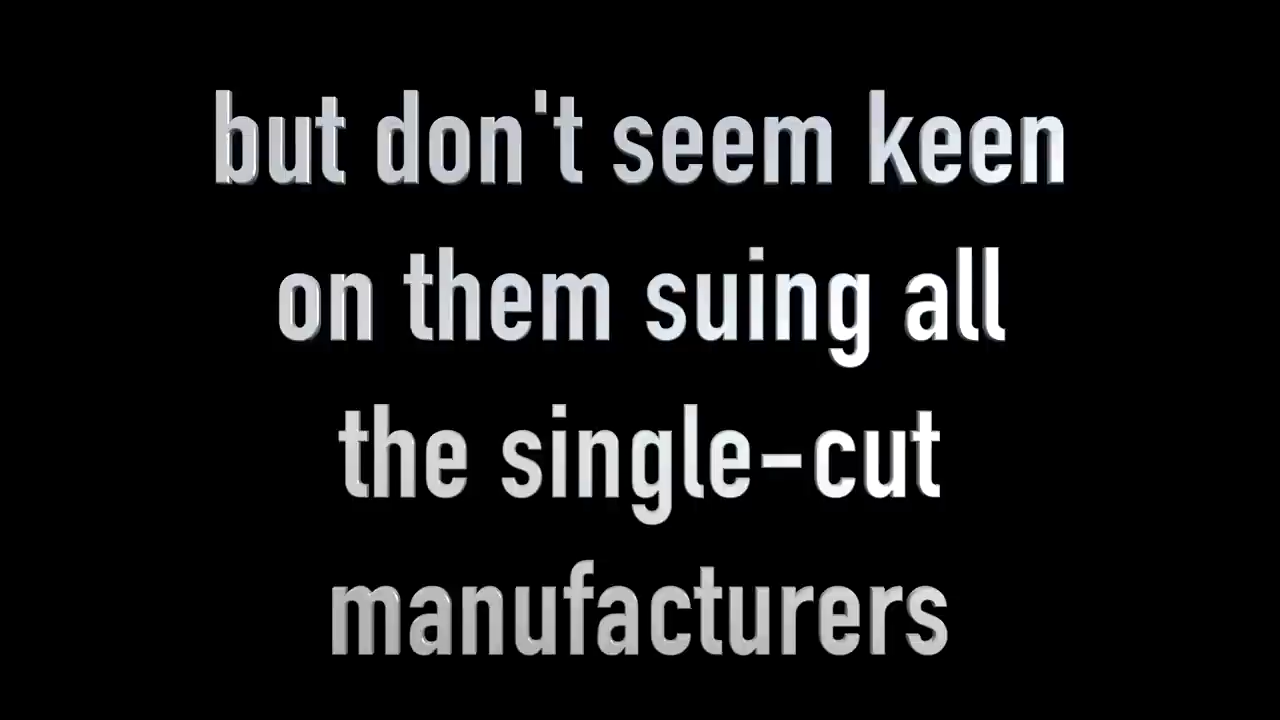 but don't seem keen
on them suing all
the single-cut
manufacturers